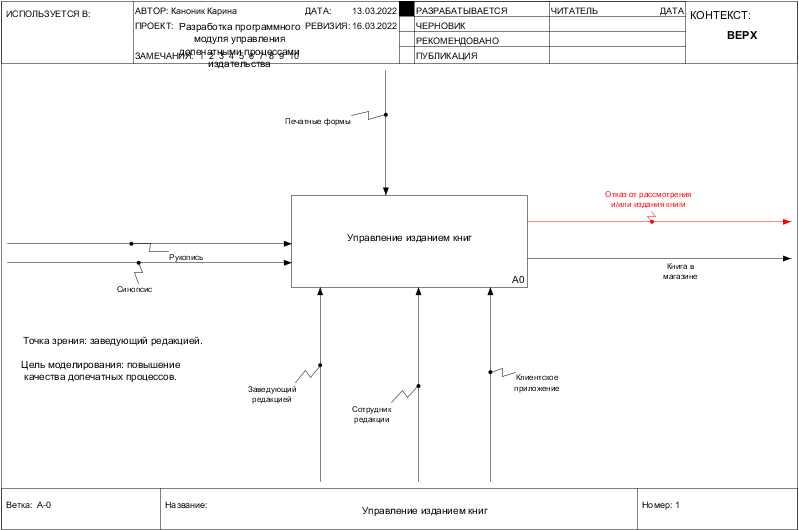 ИСПОЛЬЗУЕТСЯ В:
АВТОР: Каноник Карина
ДАТА: 13.03.2022
РАЗРАБАТЫВАЕТСЯ
ЧИТАТЕЛЬ
ДАТА
КОНТЕКСТ:
ПРОЕКТ: Разработка программного
модуля управления
допечатными процессами
издательства
РЕВИЗИЯ: 16.03.2022
ЧЕРНОВИК
ВЕРХ
РЕКОМЕНДОВАНО
ЗАМЕЧАНИЯ: 1 2 3 4 5 6 7 8 9 10
ПУБЛИКАЦИЯ
Печатные формы
Отказ от рассмотрения
и/или издания книги
Управление изданием книг
A0
Рукопись
Синопсис
Книга в
магазине
Точка зрения: заведующий редакцией.
Цель моделирования: повышение
качества допечатных процессов.
Заведующий
редакцией
Сотрудник
редакции
Клиентское
приложение
Ветка: A-0
Название:
Управление изданием книг
Номер: 1